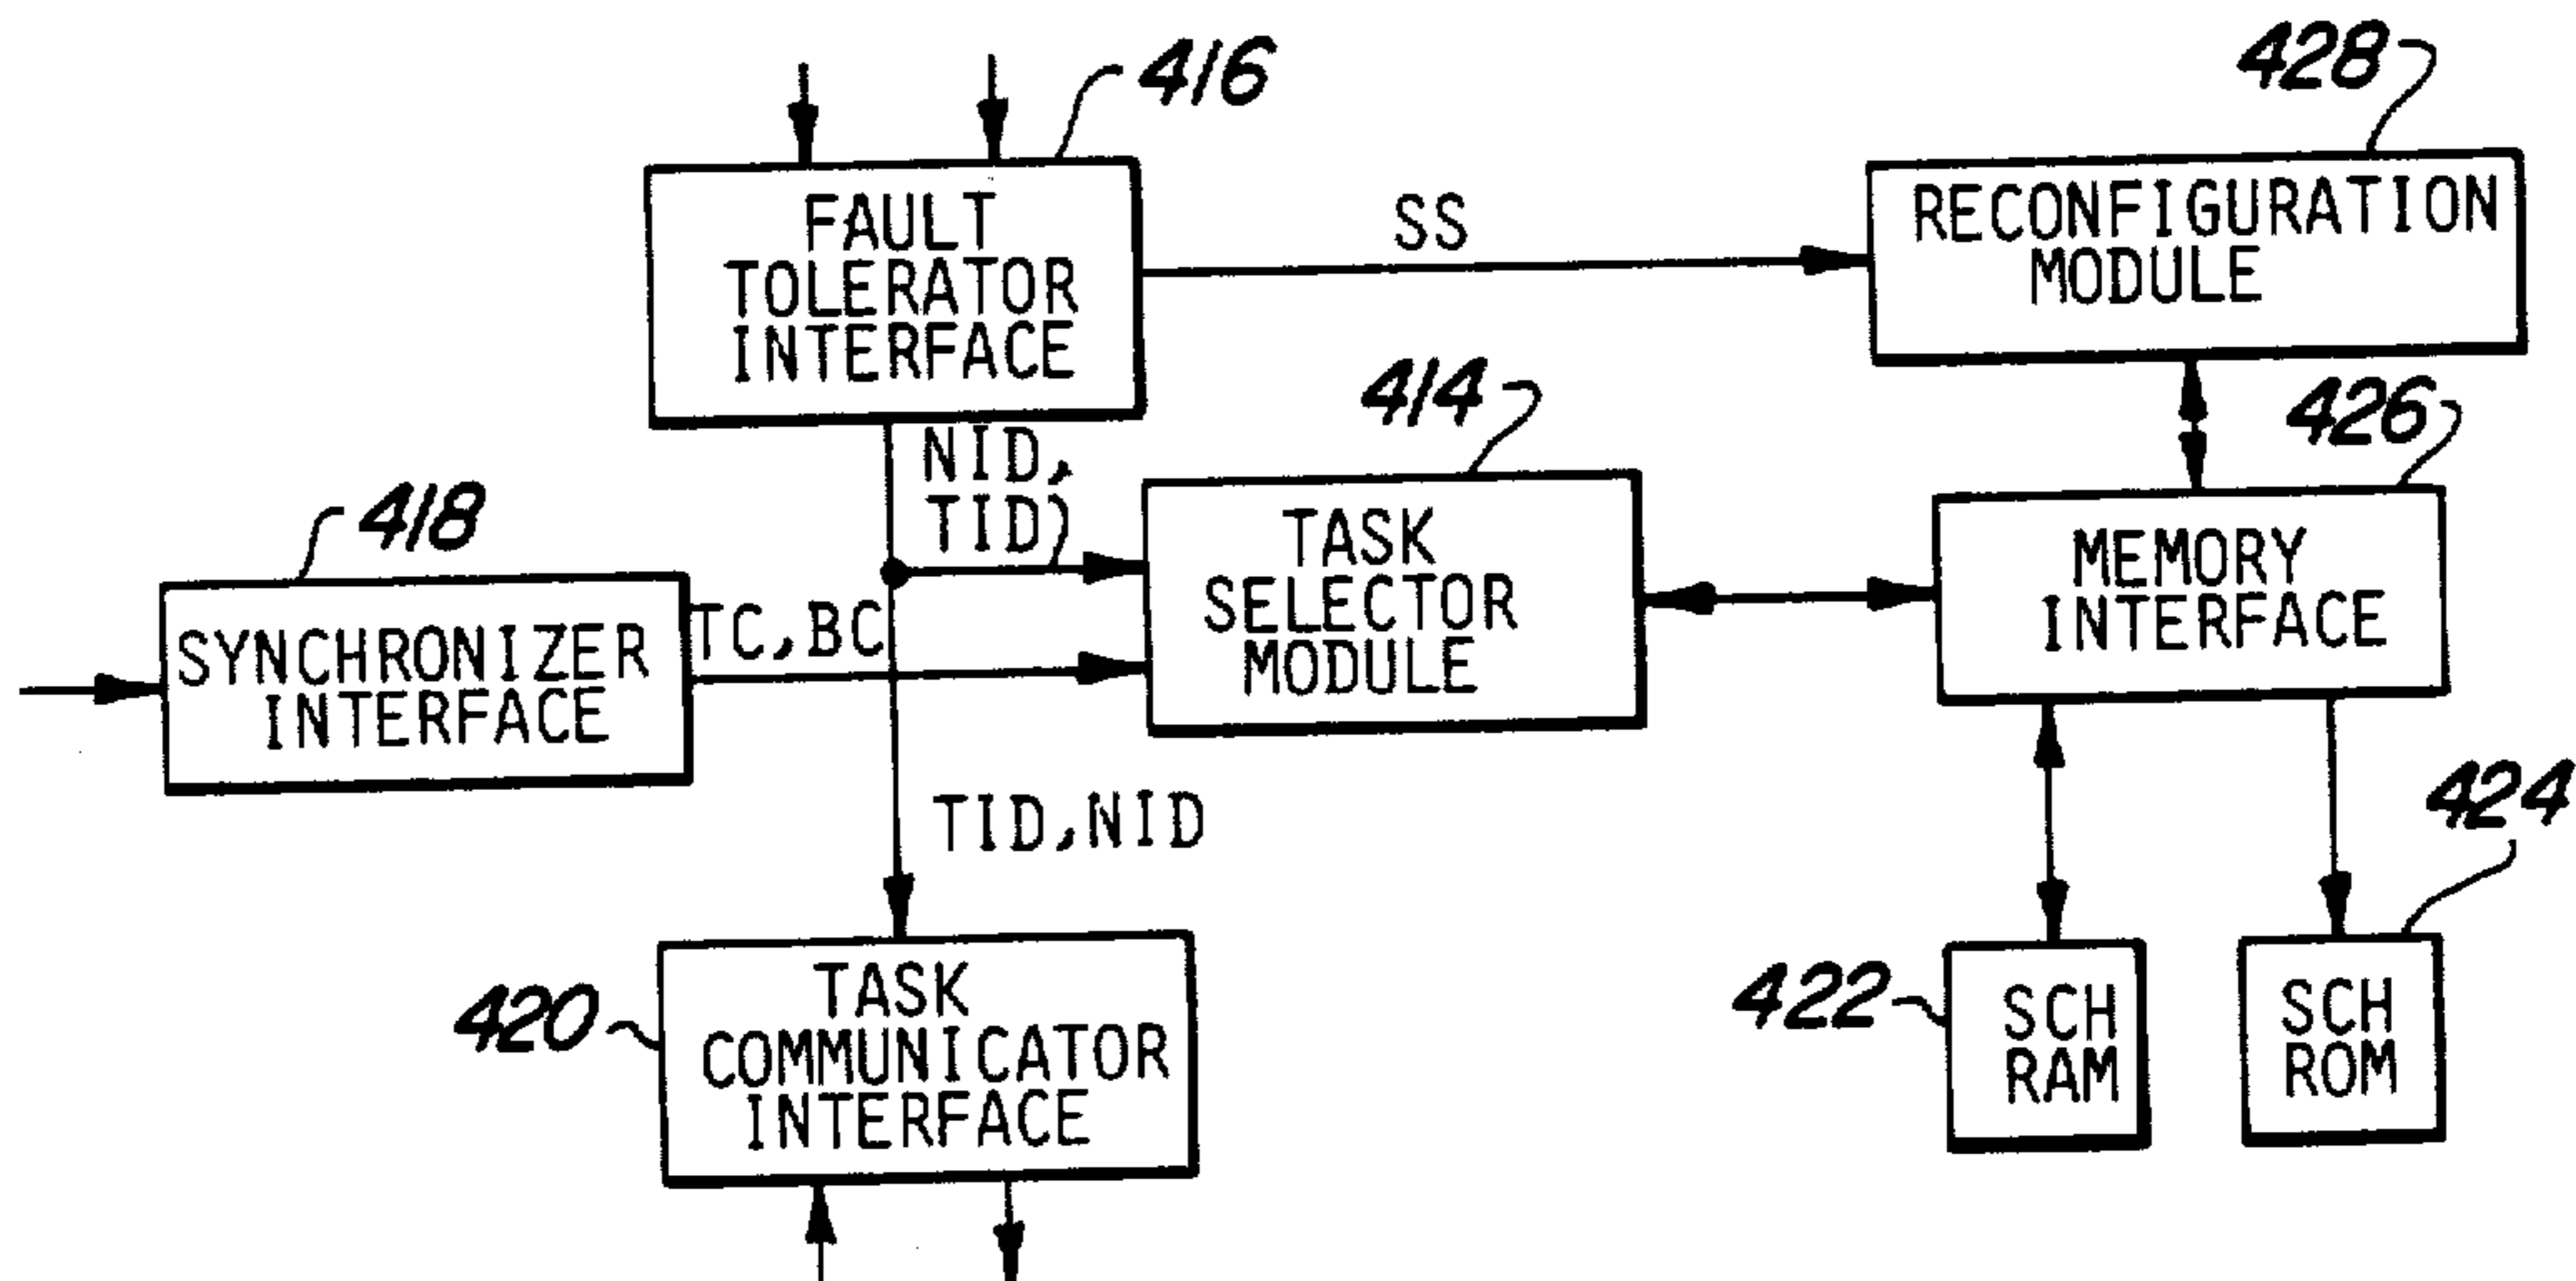 416
428
FAULT
TOLERATOR
INTERFACE
SS
RECONFIGURATION
MODULE
414
426
NID,
TID
418
TASK
SELECTOR
MODULE
MEMORY
INTERFACE
SYNCHRONIZER
INTERFACE
TC,BC
TID,NID
424
420
TASK
COMMUNICATOR
INTERFACE
422
SCH
RAM
SCH
ROM